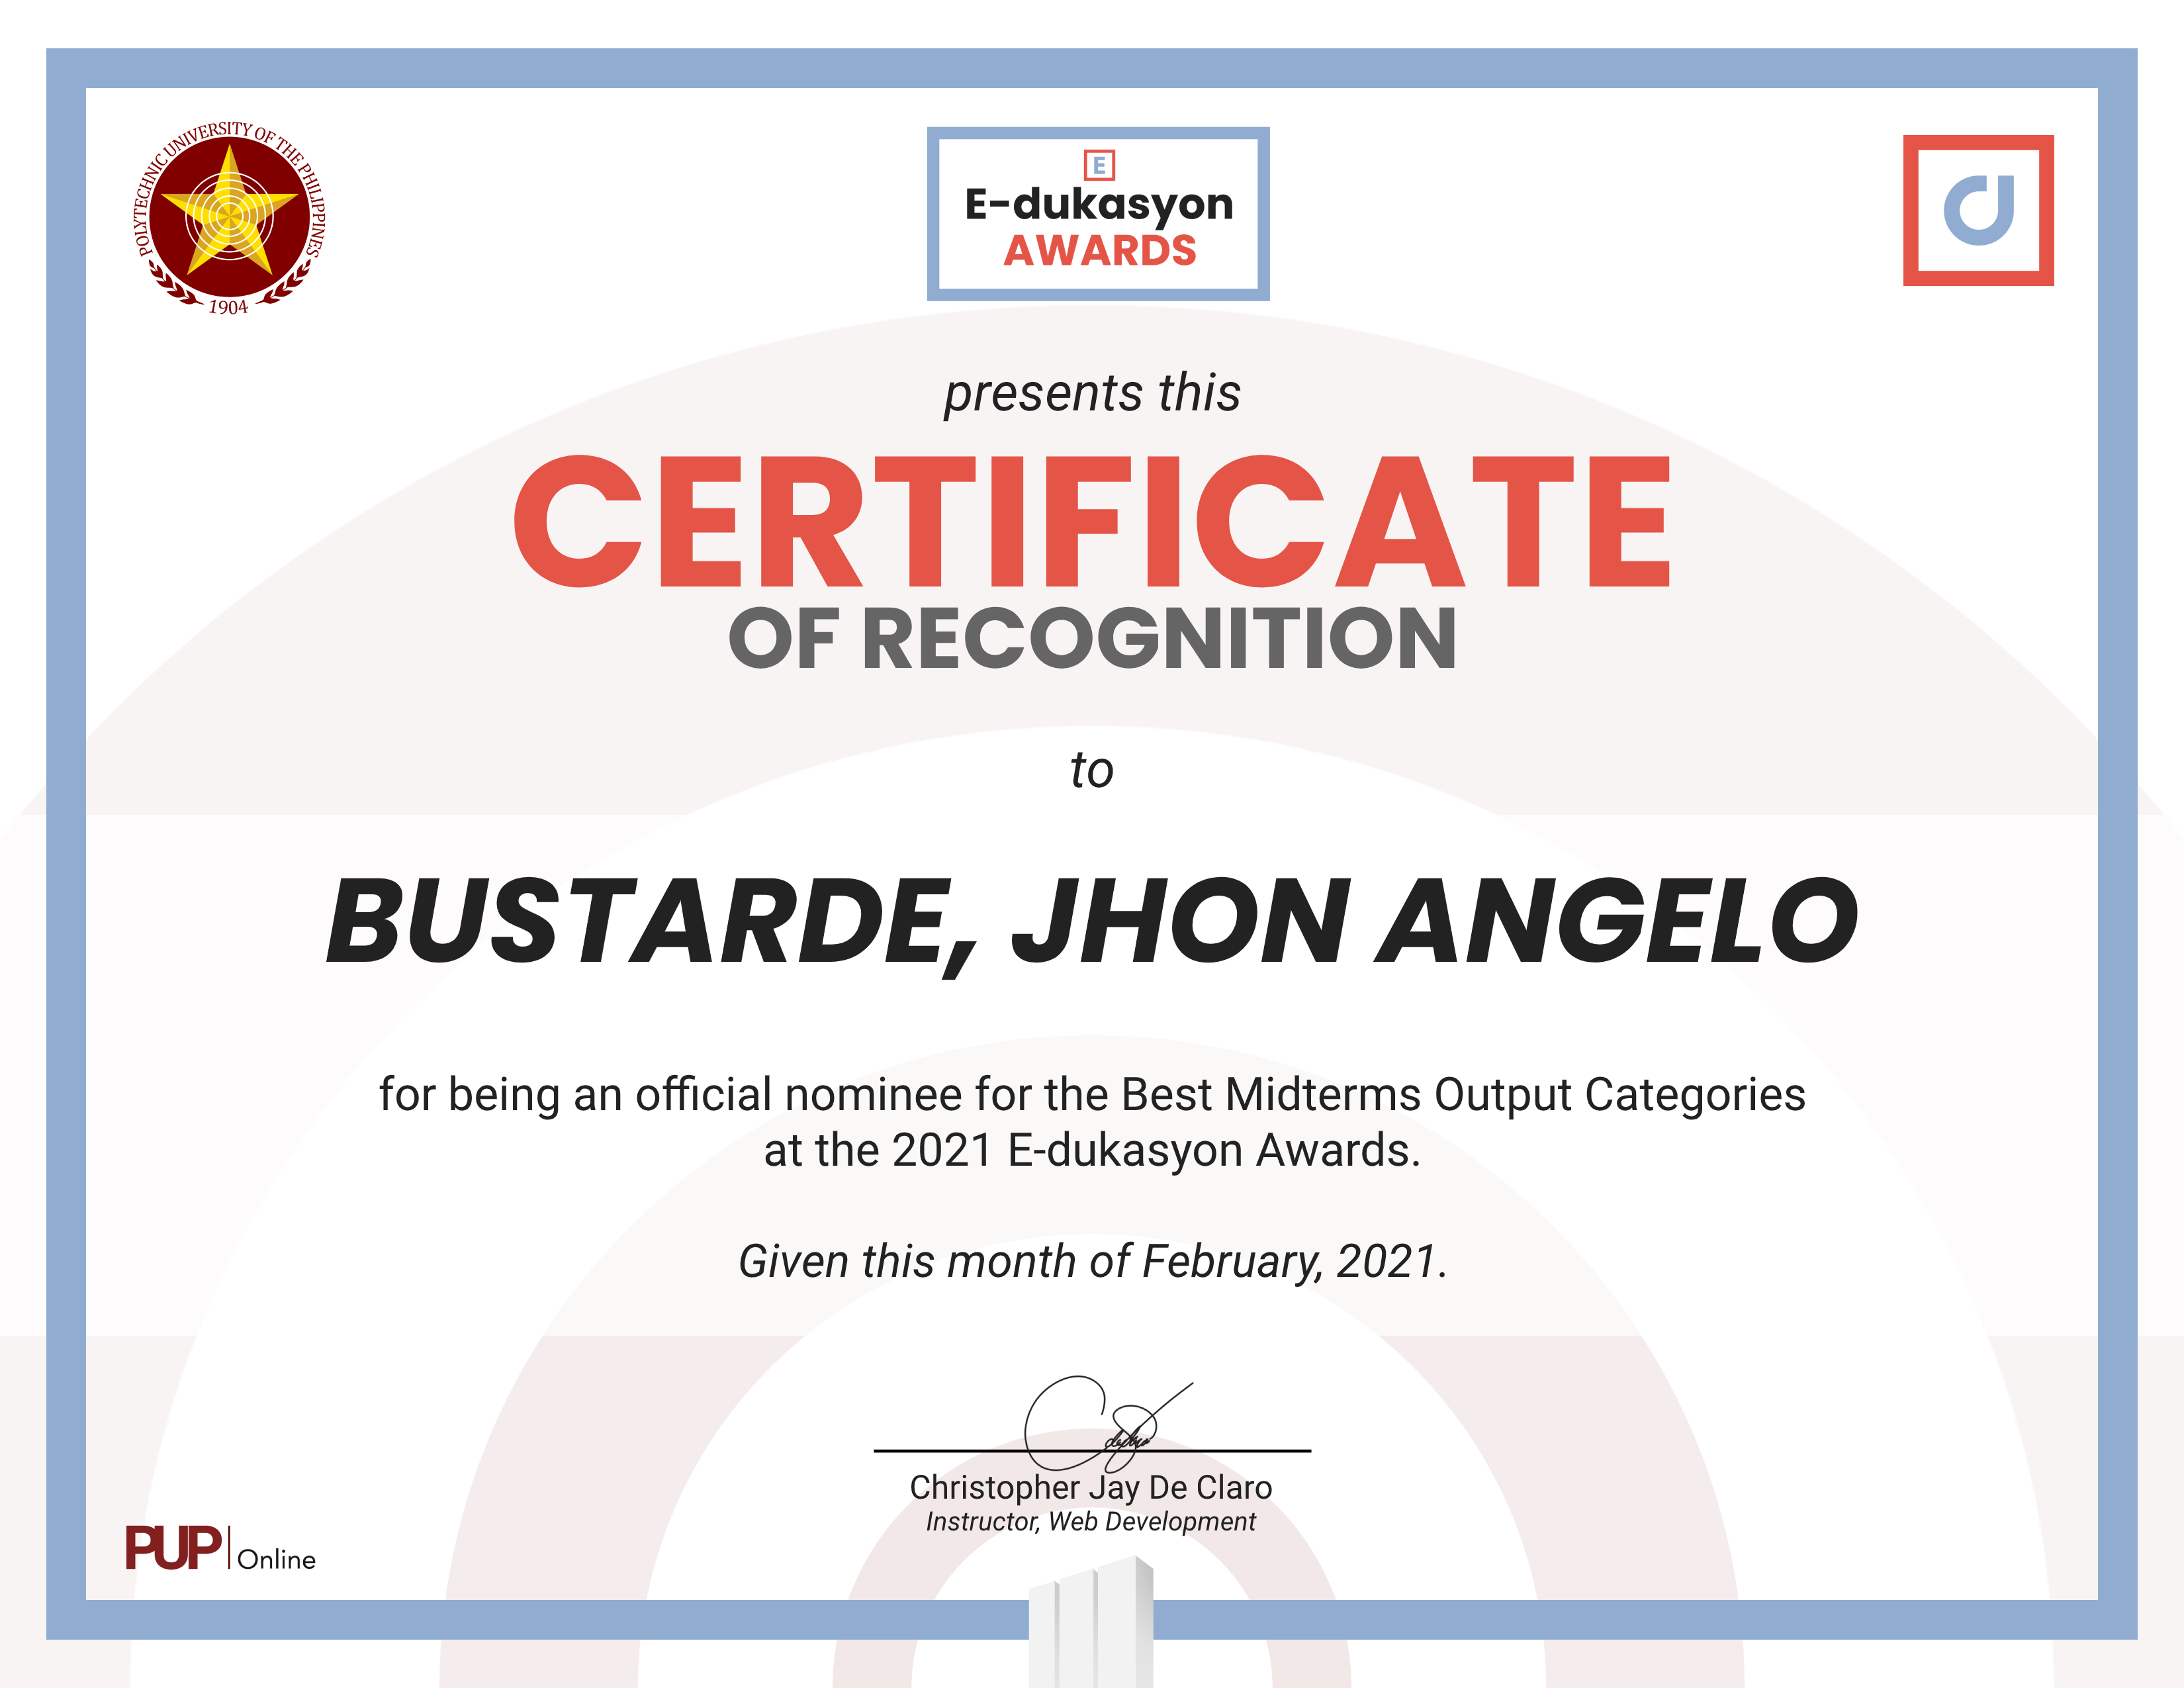 POLYTECHNIC UNIVERSITY OF THE PHILIPPINES
1904
E
E-dukasyon
AWARDS
d
presents this
CERTIFICATE
OF RECOGNITION
to
BUSTARDE, JHON ANGELO
for being an official nominee for the Best Midterms Output Categories
at the 2021 E-dukasyon Awards.
Given this month of February, 2021.
Christopher Jay De Claro
Instructor, Web Development
PUP | Online